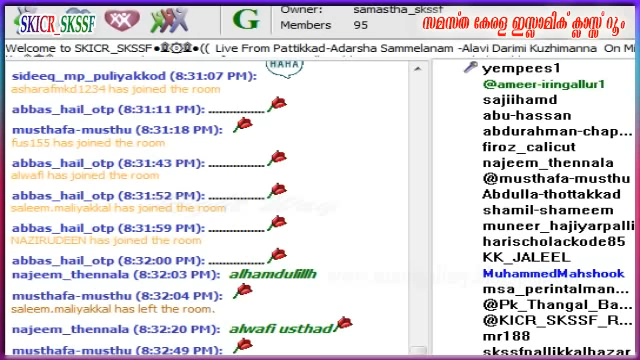 Owner: samastha_skssf
സമസ്ത കേരള ഇസ്ലാമിക് ക്ലാസ്സ് റൂം
SKICR_SKSSF
G
Members 95
Welcome to SKICR_SKSSF Live From Pattikkad-Adarsha Sammelanam -Alavi Darimi Kuzhimanna On Mi
HAHA
sideeq_mp_puliyakkod (8:31:07 PM):
asharafmkd1234 has joined the room
abbas_hail_otp (8:31:11 PM): ................
musthafa-musthu (8:31:18 PM):
fus155 has joined the room
abbas_hail_otp (8:31:43 PM): ................
alwafi has joined the room
abbas_hail_otp (8:31:52 PM): ................
saleem.maliyakkal has joined the room
abbas_hail_otp (8:31:59 PM): ................
NAZIRUDEEN has joined the room
abbas_hail_otp (8:32:00 PM): ................
najeem_thennala (8:32:03 PM): alhamdulillh
musthafa-musthu (8:32:04 PM):
saleem.maliyakkal has left the room.
najeem_thennala (8:32:20 PM): alwafi usthad
musthafa-musthu (8:32:49 PM):
yempees1
@ameer-iringallur1
sajiihamd
abu-hassan
abdurahman-chap...
firoz_calicut
najeem_thennala
@musthafa-musthu
Abdulla-thottakkad
shamil-shameem
muneer_hajiyarpalli
harischolackode85
KK_JALEEL
MuhammedMahshook
msa_perintalman...
@Pk_Thangal_Ba...
@KICR_SKSSF_R...
mr188
skssfpallikkalbazar